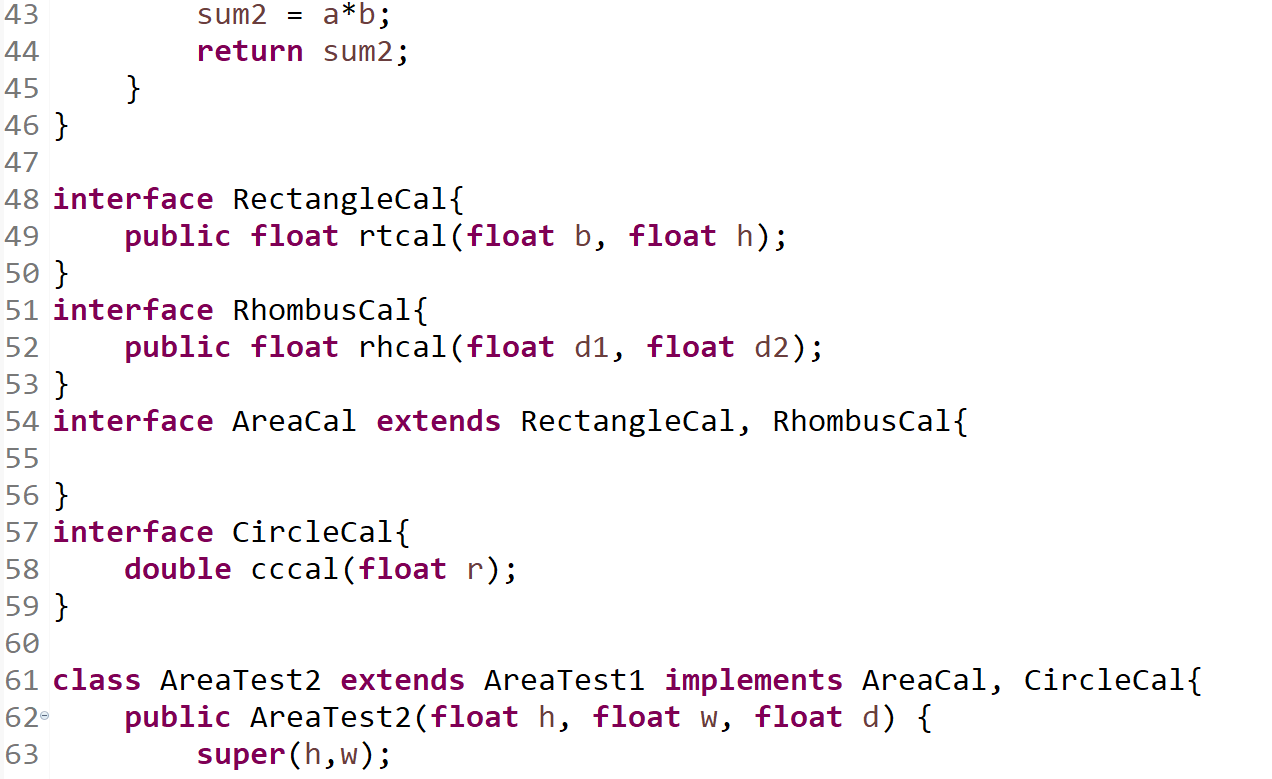 43         sum2 = a*b;
44         return sum2;
45     }
46 }
47
48 interface RectangleCal{
49     public float rtcal(float b, float h);
50 }
51 interface RhombusCal{
52     public float rhcal(float d1, float d2);
53 }
54 interface AreaCal extends RectangleCal, RhombusCal{
55
56 }
57 interface CircleCal{
58     double cccal(float r);
59 }
60
61 class AreaTest2 extends AreaTest1 implements AreaCal, CircleCal{
62     public AreaTest2(float h, float w, float d) {
63         super(h,w);